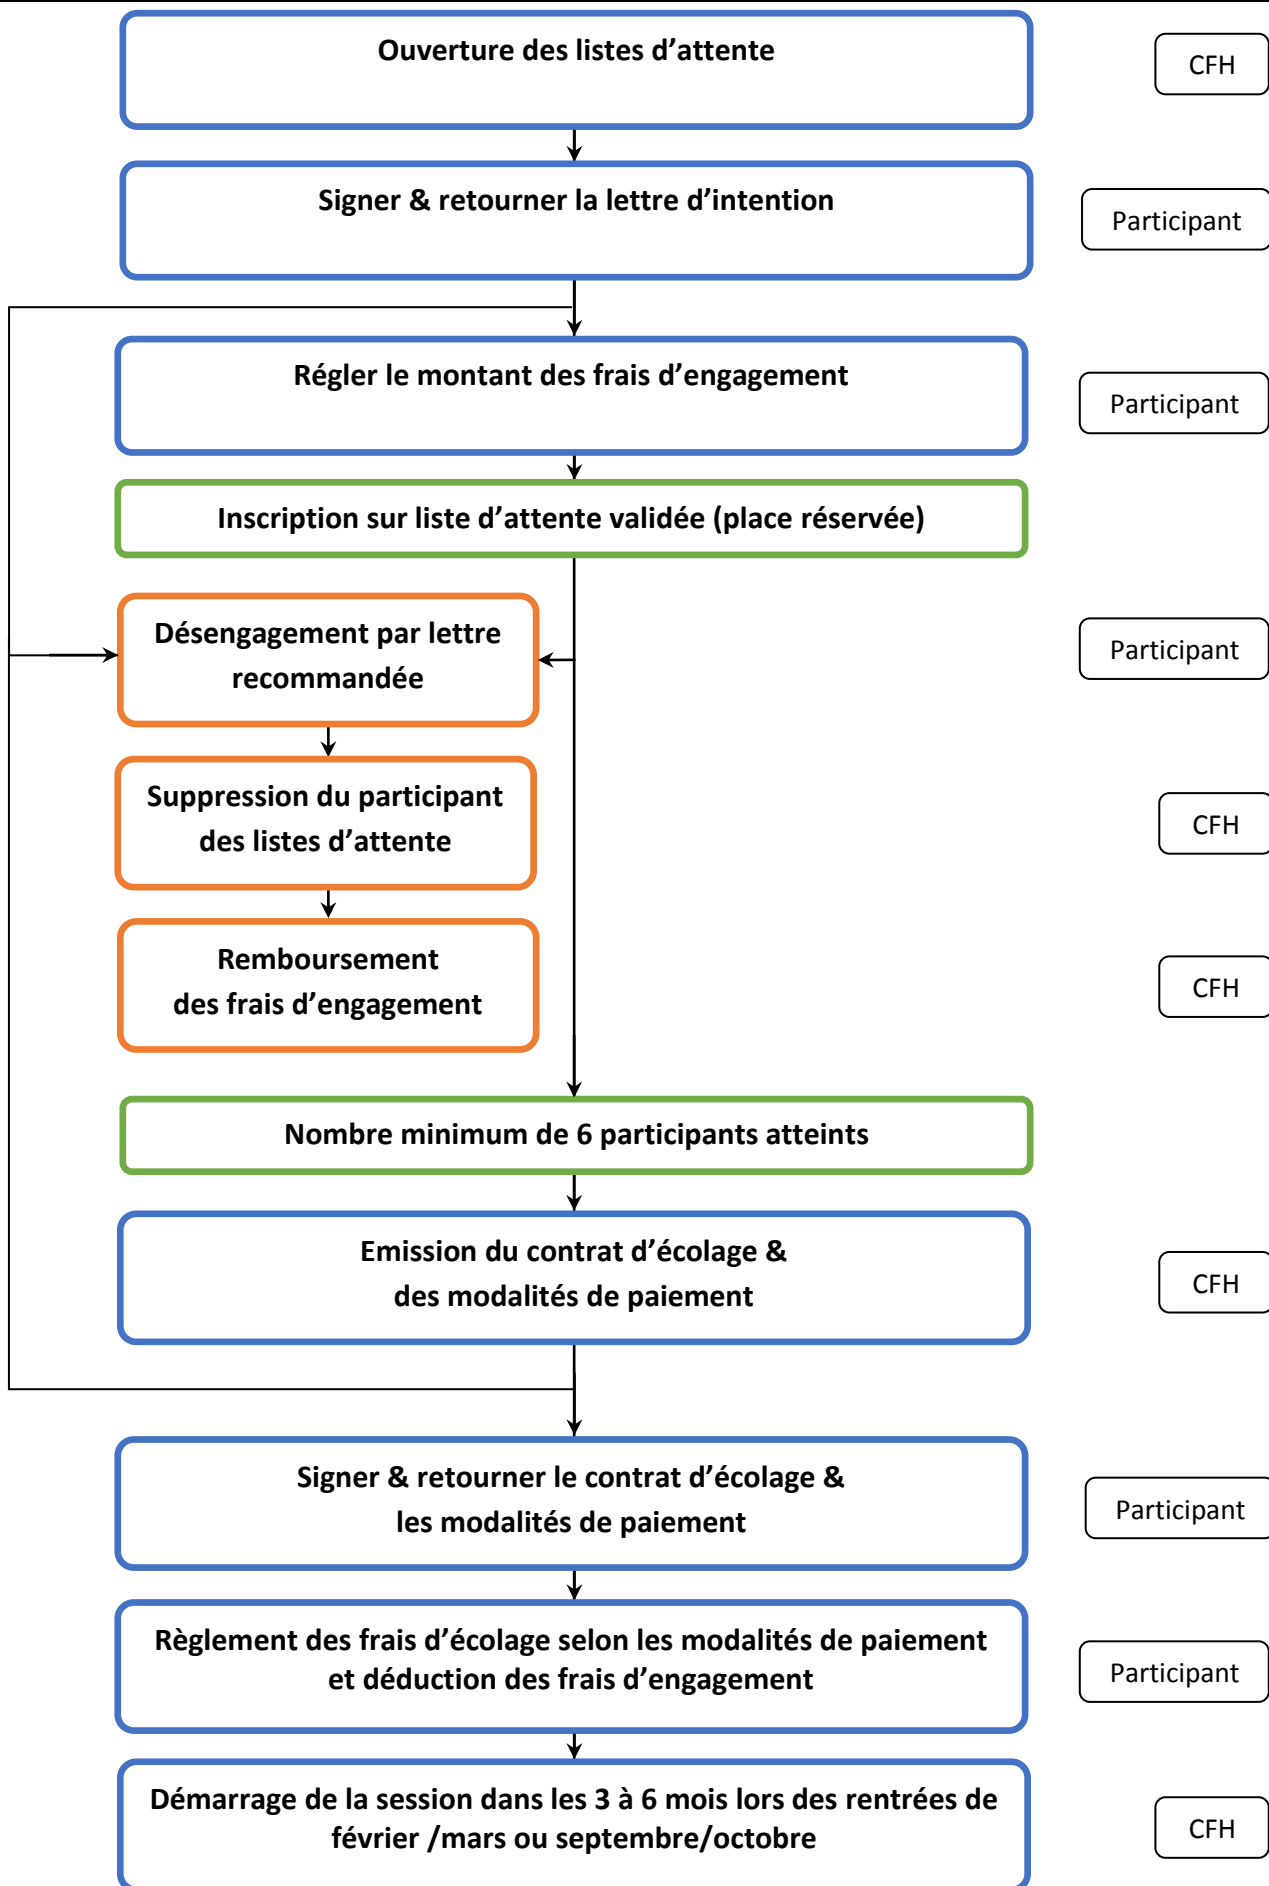 Ouverture des listes d’attente
CFH
Signer & retourner la lettre d’intention
Participant
Régler le montant des frais d’engagement
Participant
Inscription sur liste d’attente validée (place réservée)
Désengagement par lettre
recommandée
Participant
Suppression du participant
des listes d’attente
CFH
Remboursement
des frais d’engagement
CFH
Nombre minimum de 6 participants atteints
Emission du contrat d’écolage &
des modalités de paiement
CFH
Signer & retourner le contrat d’écolage &
les modalités de paiement
Participant
Règlement des frais d’écolage selon les modalités de paiement
et déduction des frais d’engagement
Participant
Démarrage de la session dans les 3 à 6 mois lors des rentrées de
février /mars ou septembre/octobre
CFH